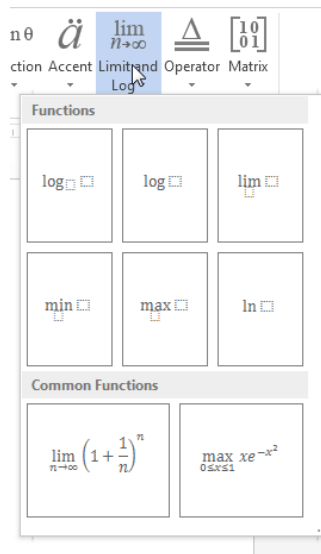 n θ ä lim n→∞ △ [10 01]
ction Accent Limit and Log Operator Matrix
Functions
log□ □ log □ lim □
min □ max □ ln □
Common Functions
lim n→∞ (1 + 1/n)^n max 0≤x≤1 xe^{-x^2}